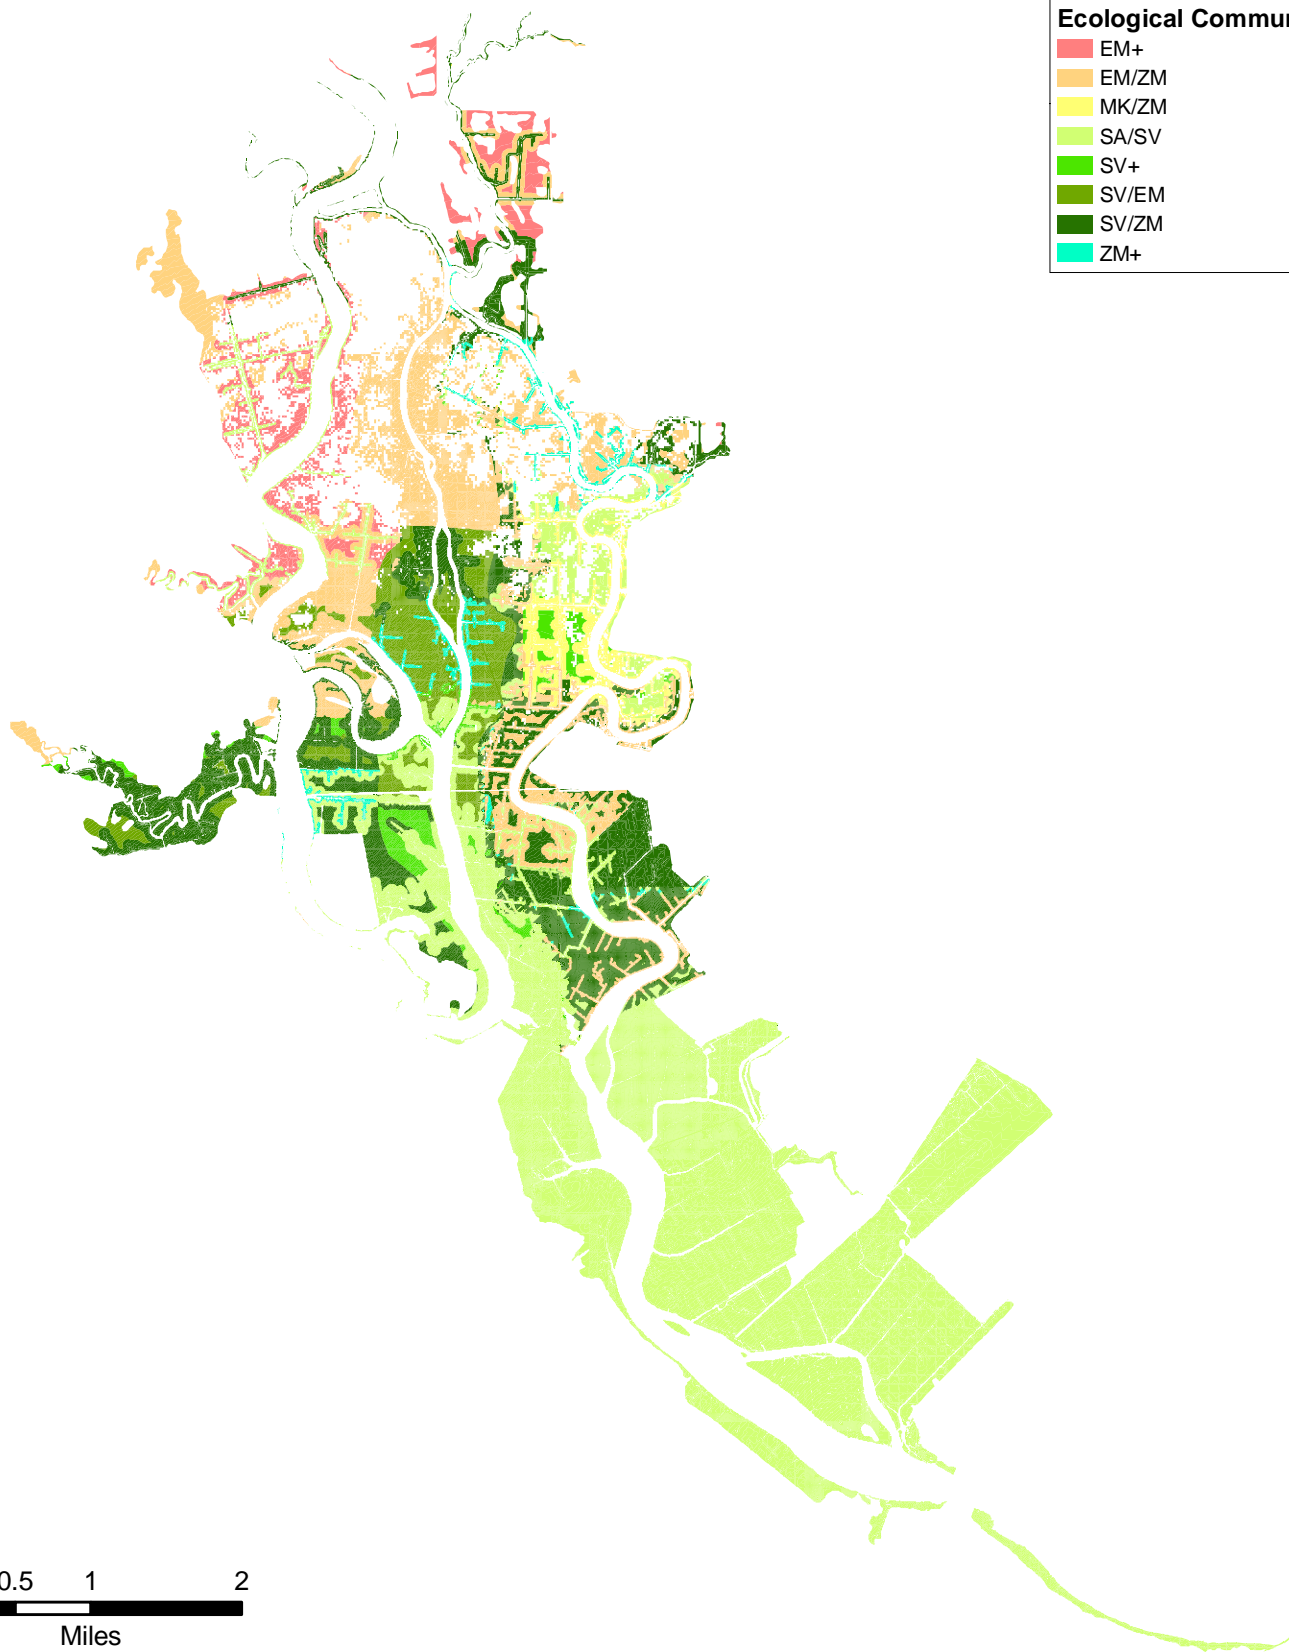 Ecological Commun
EM+
EM/ZM
MK/ZM
SA/SV
SV+
SV/EM
SV/ZM
ZM+
0.5 1 2
Miles